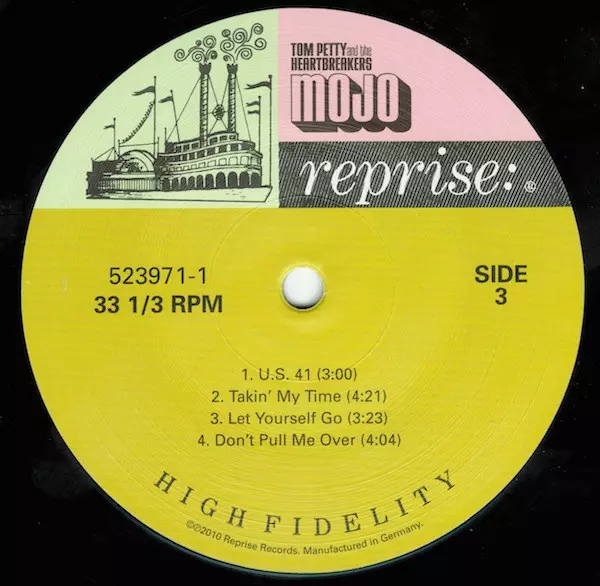 TOM PETTY and the
HEARTBREAKERS
MOJO
reprise: ®
523971-1
33 1/3 RPM
SIDE
3
1. U.S. 41 (3:00)
2. Takin' My Time (4:21)
3. Let Yourself Go (3:23)
4. Don't Pull Me Over (4:04)
HIGH FIDELITY
©℗2010 Reprise Records. Manufactured in Germany.